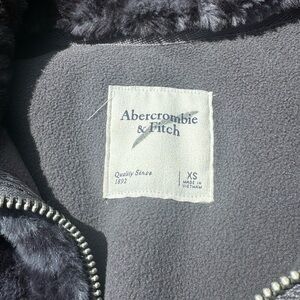 Abercrombie
& Fitch
Quality Since
1892
XS
MADE IN
VIETNAM